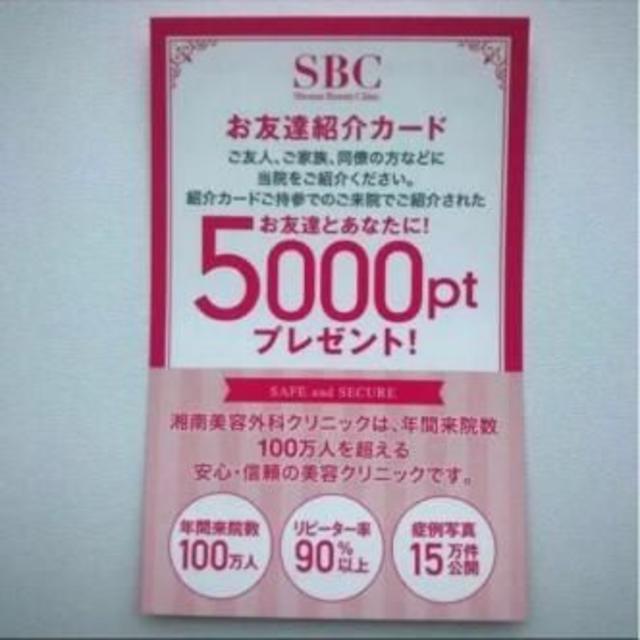 SBC
Shonan Beauty Clinic
お友達紹介カード
ご友人、ご家族、同僚の方などに
当院をご紹介ください。
紹介カードご持参でのご来院でご紹介された
お友達とあなたに!
5000pt
プレゼント!
SAFE and SECURE
湘南美容外科クリニックは、年間来院数
100万人を超える
安心・信頼の美容クリニックです。
年間来院数
100万人
リピーター率
90%以上
症例写真
15万件公開